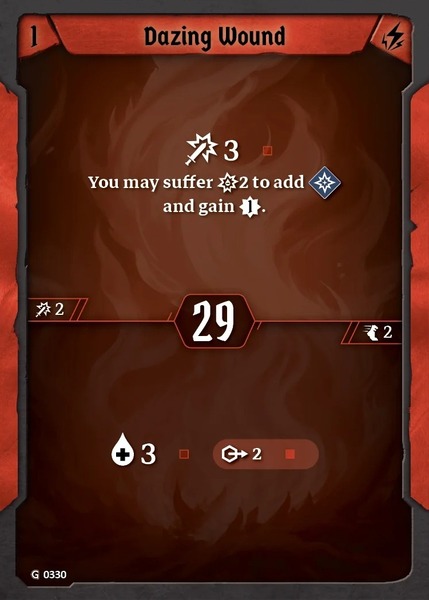 1 Dazing Wound
3
You may suffer 2 to add
and gain 1.
2
29
2
3 2
G 0330